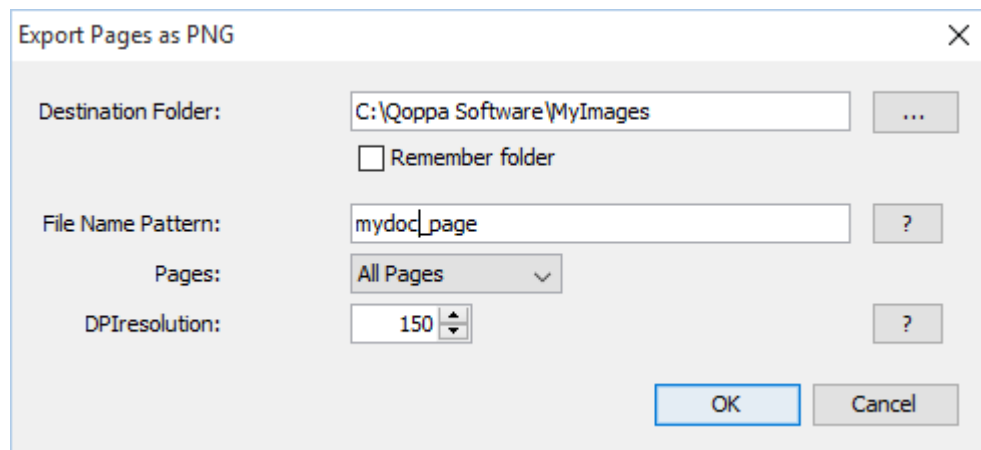 Export Pages as PNG
Destination Folder: C:\Qoppa Software\MyImages ...
Remember folder
File Name Pattern: mydoc_page ?
Pages: All Pages
DPIresolution: 150 ?
OK Cancel